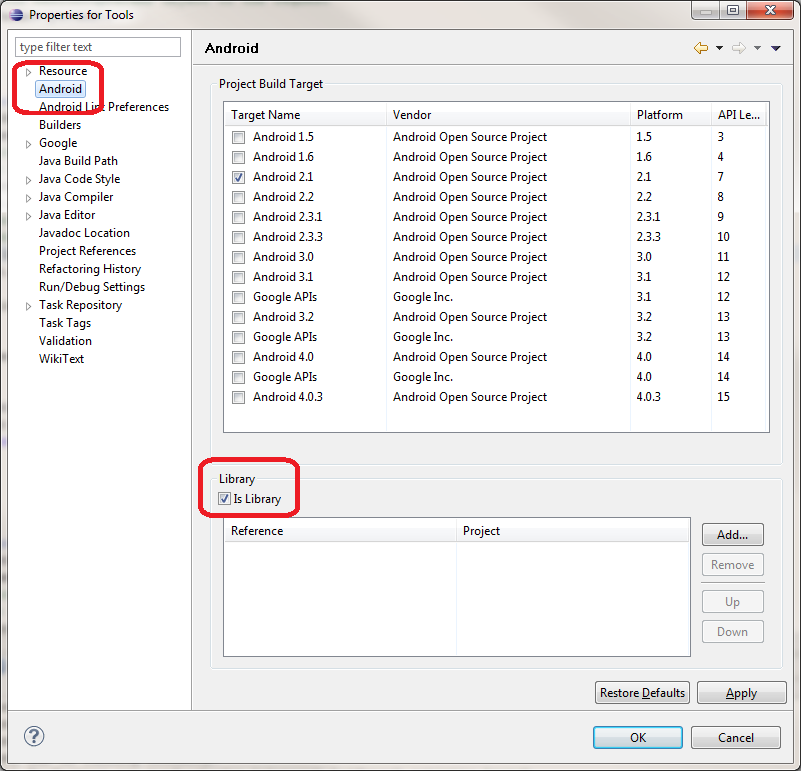 Properties for Tools
type filter text
Resource
Android
Android Lint Preferences
Builders
Google
Java Build Path
Java Code Style
Java Compiler
Java Editor
Javadoc Location
Project References
Refactoring History
Run/Debug Settings
Task Repository
Task Tags
Validation
WikiText
Android
Project Build Target
Target Name Vendor Platform API Le...
Android 1.5 Android Open Source Project 1.5 3
Android 1.6 Android Open Source Project 1.6 4
Android 2.1 Android Open Source Project 2.1 7
Android 2.2 Android Open Source Project 2.2 8
Android 2.3.1 Android Open Source Project 2.3.1 9
Android 2.3.3 Android Open Source Project 2.3.3 10
Android 3.0 Android Open Source Project 3.0 11
Android 3.1 Android Open Source Project 3.1 12
Google APIs Google Inc. 3.1 12
Android 3.2 Android Open Source Project 3.2 13
Google APIs Google Inc. 3.2 13
Android 4.0 Android Open Source Project 4.0 14
Google APIs Google Inc. 4.0 14
Android 4.0.3 Android Open Source Project 4.0.3 15
Library
Is Library
Reference Project
Add...
Remove
Up
Down
Restore Defaults Apply
? OK Cancel